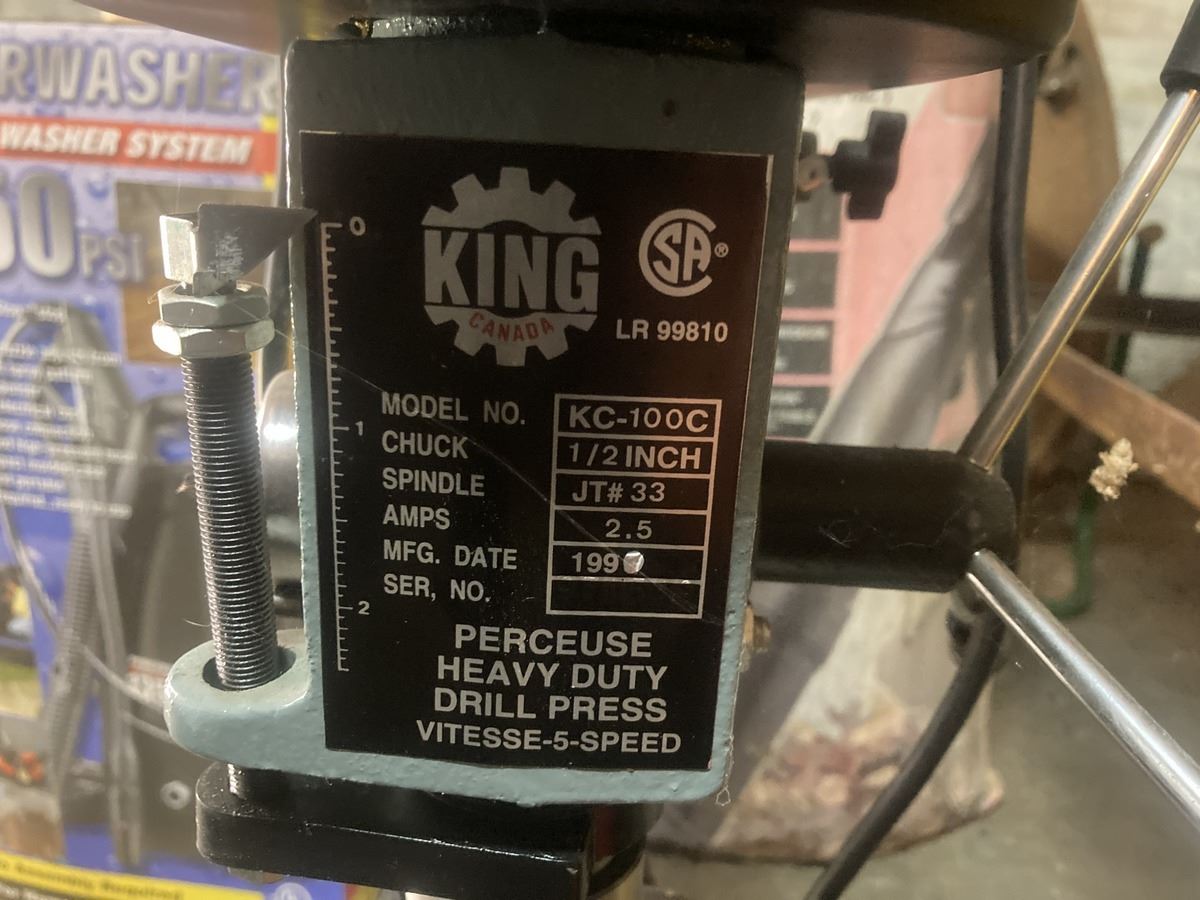 RWASHER
WASHER SYSTEM
50 PSI
KING
CANADA
SA®
LR 99810
0
1
2
MODEL NO. KC-100C
CHUCK 1/2 INCH
SPINDLE JT# 33
AMPS 2.5
MFG. DATE 199
SER, NO.
PERCEUSE
HEAVY DUTY
DRILL PRESS
VITESSE-5-SPEED